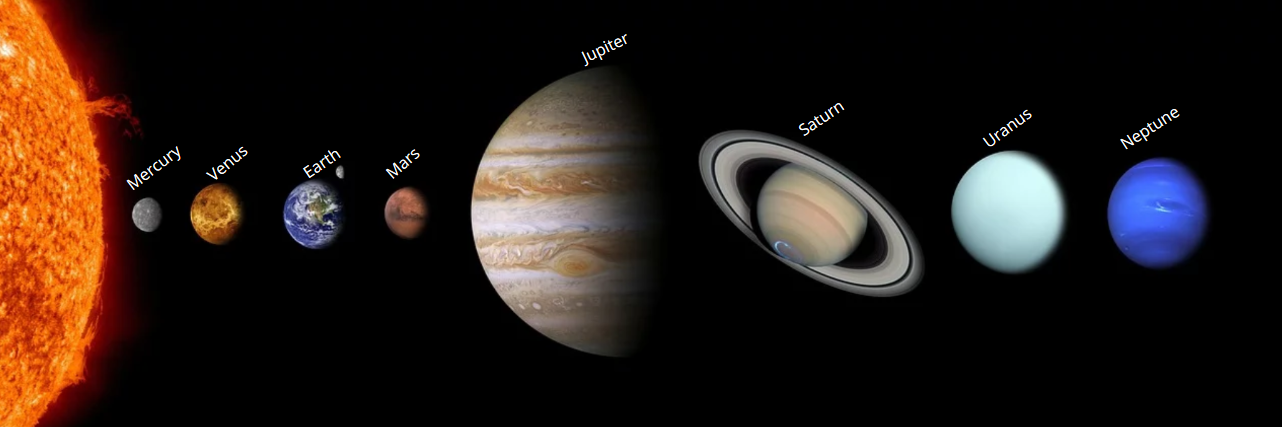 Mercury
Venus
Earth
Mars
Jupiter
Saturn
Uranus
Neptune